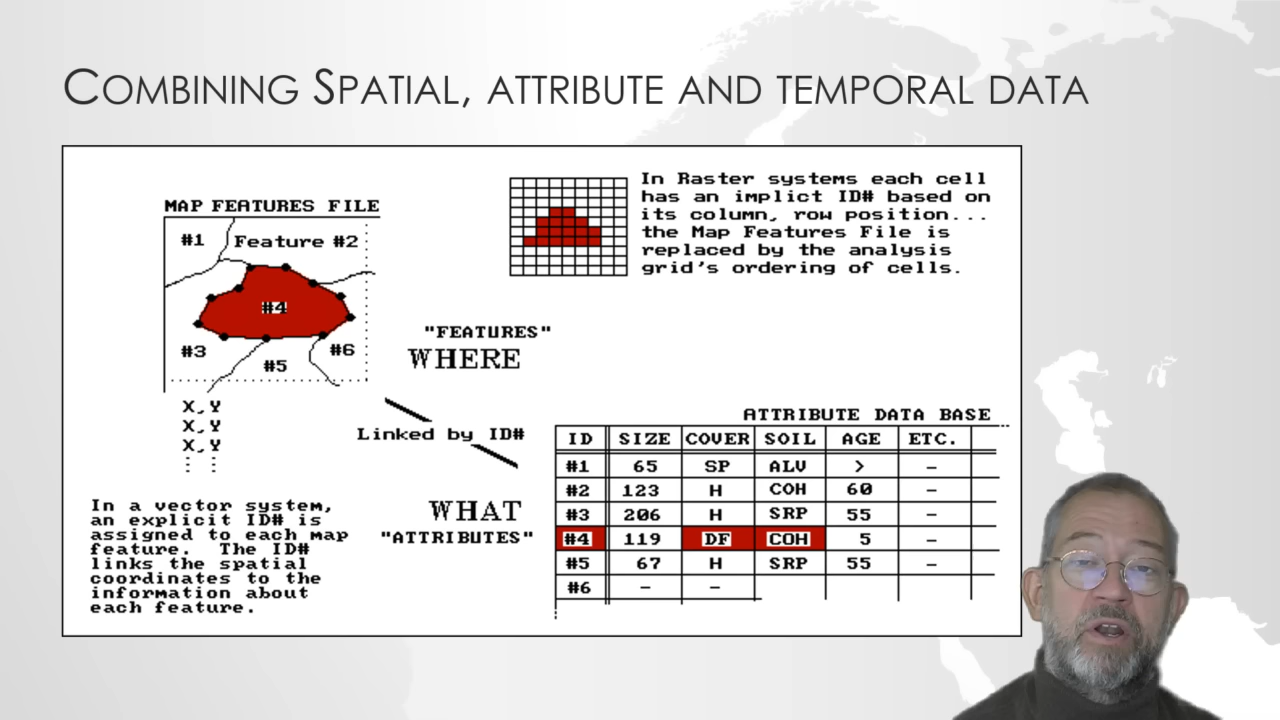 COMBINING SPATIAL, ATTRIBUTE AND TEMPORAL DATA
MAP FEATURES FILE
#1 Feature #2
#4
#3
#6
#5
X,Y
X,Y
X,Y
In Raster systems each cell
has an implict ID# based on
its column, row position...
the Map Features File is
replaced by the analysis
grid's ordering of cells.
"FEATURES"
WHERE
Linked by ID#
WHAT
"ATTRIBUTES"
In a vector system,
an explicit ID# is
assigned to each map
feature. The ID#
links the spatial
coordinates to the
information about
each feature.
ATTRIBUTE DATA BASE
ID SIZE COVER SOIL AGE ETC.
#1 65 SP ALV > –
#2 123 H COH 60 –
#3 206 H SRP 55 –
#4 119 DF COH 5 –
#5 67 H SRP 55 –
#6 – –